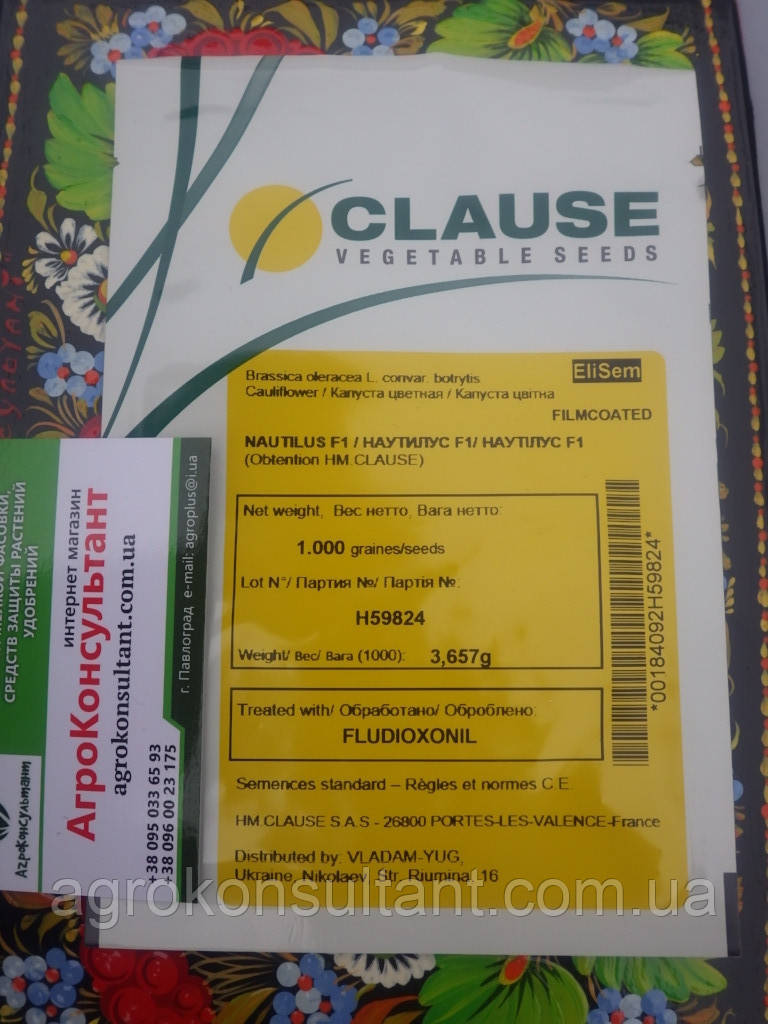 CLAUSE
VEGETABLE SEEDS
EliSem
Brassica oleracea L. convar. botrytis
Cauliflower / Капуста цветная / Капуста цвітна
FILMCOATED
NAUTILUS F1 / НАУТИЛУС F1/ НАУТІЛУС F1
(Obtention HM.CLAUSE)
Net weight, Вес нетто, Вага нетто:
1.000 graines/seeds
Lot N°/ Партия №/ Партія №:
H59824
Weight/ Вес/ Вага (1000): 3,657g
*00184092H59824*
Treated with/ Обработано/ Оброблено:
FLUDIOXONIL
Semences standard – Règles et normes C.E.
HM.CLAUSE S.A.S - 26800 PORTES-LES-VALENCE-France
Distributed by: VLADAM-YUG,
Ukraine, Nikolaev, Str. Riumina, 16
СРЕДСТВ ЗАЩИТЫ РАСТЕНИЙ
УДОБРЕНИЙ
АгроКонсультант
интернет магазин
АгроКонсультант
agrokonsultant.com.ua
+38 095 033 65 93
+38 096 00 23 175
г. Павлоград e-mail: agroplus@i.ua
agrokonsultant.com.ua